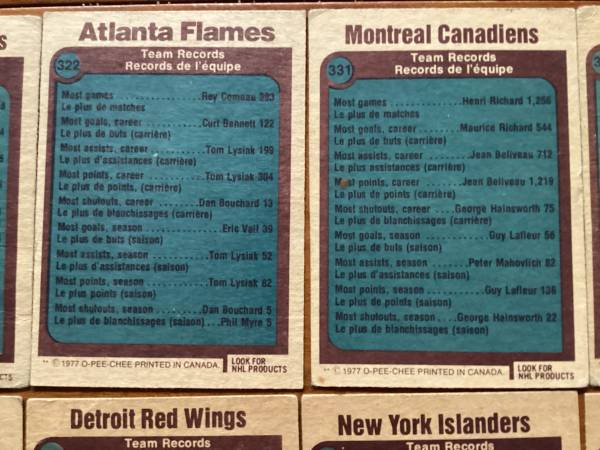 Atlanta Flames
322
Team Records
Records de l'équipe
Most games ............ Rey Comeau 393
Le plus de matches
Most goals, career ........ Curt Bennett 122
Le plus de buts (carrière)
Most assists, career ....... Tom Lysiak 199
Le plus d'assistances (carrière)
Most points, career ........ Tom Lysiak 304
Le plus de points, (carrière)
Most shutouts, career ..... Dan Bouchard 13
Le plus de blanchissages (carrière)
Most goals, season ........... Eric Vail 39
Le plus de buts (saison)
Most assists, season ........ Tom Lysiak 52
Le plus d'assistances (saison)
Most points, season ........ Tom Lysiak 82
Le plus points (saison)
Most shutouts, season ...... Dan Bouchard 5
Le plus de blanchissages (saison)... Phil Myre 5
** © 1977 O-PEE-CHEE PRINTED IN CANADA.
LOOK FOR
NHL PRODUCTS
Montreal Canadiens
331
Team Records
Records de l'équipe
Most games ........... Henri Richard 1,256
Le plus de matches
Most goals, career ..... Maurice Richard 544
Le plus de buts (carrière)
Most assists, career ....... Jean Beliveau 712
Le plus assistances (carrière)
Most points, career ..... Jean Beliveau 1,219
Le plus de points (carrière)
Most shutouts, career .... George Hainsworth 75
Le plus de blanchissages (carrière)
Most goals, season ........... Guy Lafleur 56
Le plus de buts (saison)
Most assists, season ..... Peter Mahovlich 82
Le plus d'assistances (saison)
Most points, season ......... Guy Lafleur 136
Le plus de points (saison)
Most shutouts, season.... George Hainsworth 22
Le plus de blanchissages (saison)
** © 1977 O-PEE-CHEE PRINTED IN CANADA.
LOOK FOR
NHL PRODUCTS
Detroit Red Wings
Team Records
New York Islanders
Team Records